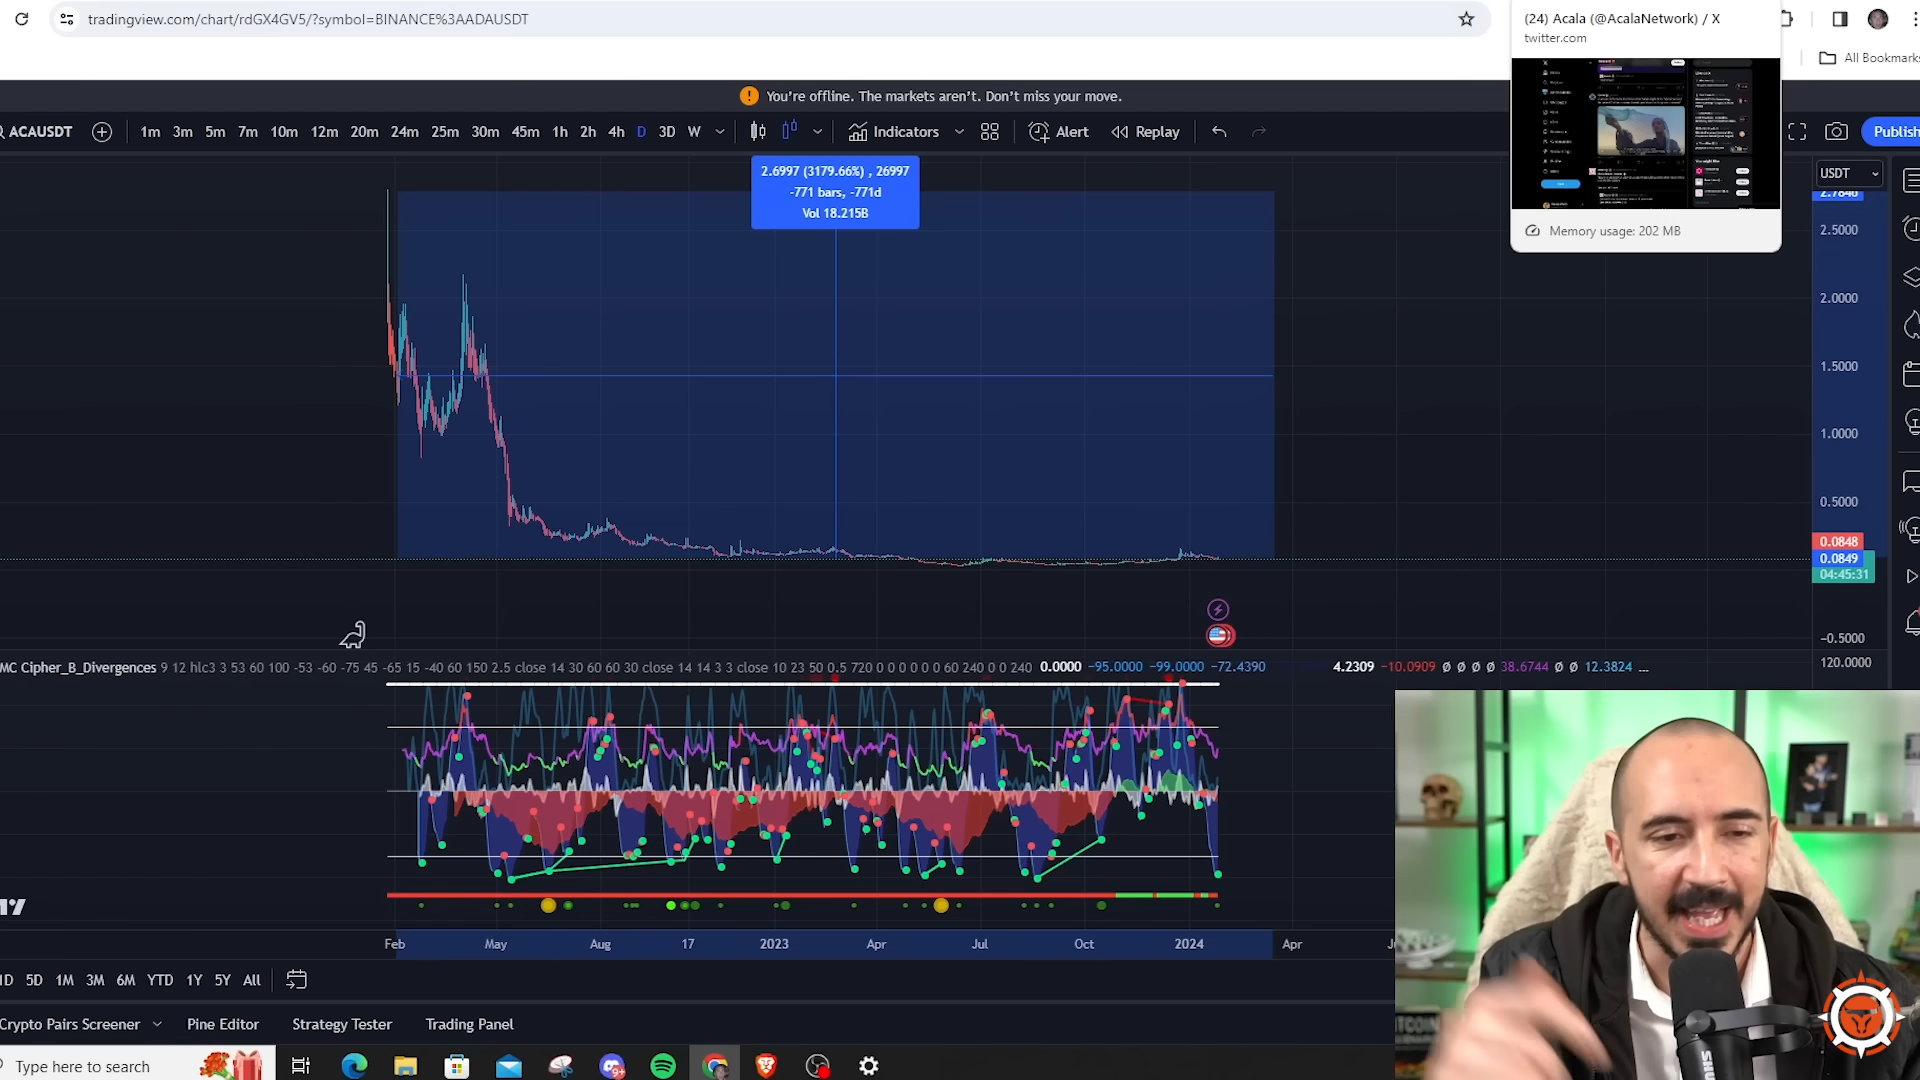 tradingview.com/chart/rdGX4GV5/?symbol=BINANCE%3AADAUSDT
(24) Acala (@AcalaNetwork) / X
twitter.com
All Bookmarks
You're offline. The markets aren't. Don't miss your move.
ACAUSDT 1m 3m 5m 7m 10m 12m 20m 24m 25m 30m 45m 1h 2h 4h D 3D W Indicators Alert Replay Publish
2.6997 (3179.66%) , 26997
-771 bars, -771d
Vol 18.215B
USDT
2.7846
2.5000
Memory usage: 202 MB
2.0000
1.5000
1.0000
0.5000
0.0848
0.0849
04:45:31
−0.5000
MC Cipher_B_Divergences 9 12 hlc3 3 53 60 100 -53 -60 -75 45 -65 15 -40 60 150 2.5 close 14 30 60 60 30 close 14 14 3 3 close 10 23 50 0.5 720 0 0 0 0 0 0 60 240 0 0 240 0.0000 −95.0000 −99.0000 −72.4390 4.2309 −10.0909 Ø Ø Ø Ø 38.6744 Ø Ø 12.3824 ...
120.0000
Feb May Aug 17 2023 Apr Jul Oct 2024 Apr
1D 5D 1M 3M 6M YTD 1Y 5Y All
Crypto Pairs Screener Pine Editor Strategy Tester Trading Panel
Type here to search
9+
SHU